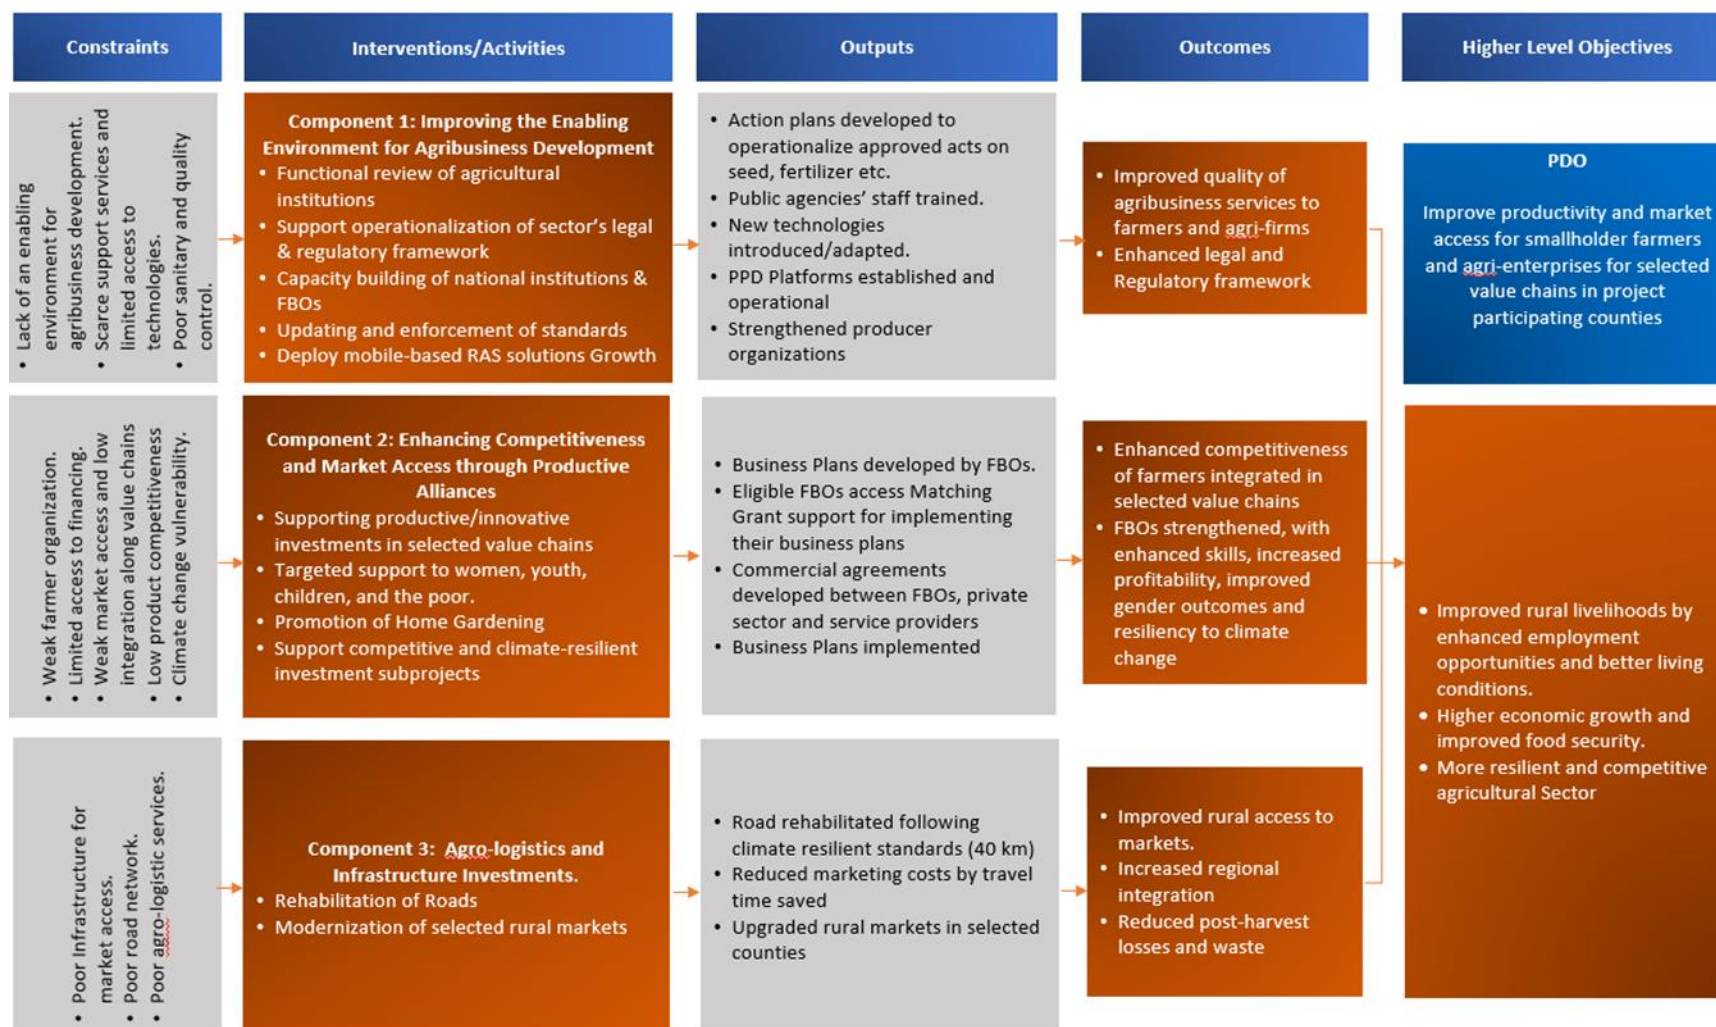 Constraints
Interventions/Activities
Outputs
Outcomes
Higher Level Objectives
• Lack of an enabling
environment for
agribusiness development.
• Scarce support services and
limited access to
technologies.
• Poor sanitary and quality
control.
Component 1: Improving the Enabling
Environment for Agribusiness Development
• Functional review of agricultural
institutions
• Support operationalization of sector's legal
& regulatory framework
• Capacity building of national institutions &
FBOs
• Updating and enforcement of standards
• Deploy mobile-based RAS solutions Growth
• Action plans developed to
operationalize approved acts on
seed, fertilizer etc.
• Public agencies' staff trained.
• New technologies
introduced/adapted.
• PPD Platforms established and
operational
• Strengthened producer
organizations
• Improved quality of
agribusiness services to
farmers and agri-firms
• Enhanced legal and
Regulatory framework
PDO
Improve productivity and market
access for smallholder farmers
and agri-enterprises for selected
value chains in project
participating counties
• Weak farmer organization.
• Limited access to financing.
• Weak market access and low
integration along value chains
• Low product competitiveness
• Climate change vulnerability.
Component 2: Enhancing Competitiveness
and Market Access through Productive
Alliances
• Supporting productive/innovative
investments in selected value chains
• Targeted support to women, youth,
children, and the poor.
• Promotion of Home Gardening
• Support competitive and climate-resilient
investment subprojects
• Business Plans developed by FBOs.
• Eligible FBOs access Matching
Grant support for implementing
their business plans
• Commercial agreements
developed between FBOs, private
sector and service providers
• Business Plans implemented
• Enhanced competitiveness
of farmers integrated in
selected value chains
• FBOs strengthened, with
enhanced skills, increased
profitability, improved
gender outcomes and
resiliency to climate
change
• Improved rural livelihoods by
enhanced employment
opportunities and better living
conditions.
• Higher economic growth and
improved food security.
• More resilient and competitive
agricultural Sector
• Poor Infrastructure for
market access.
• Poor road network.
• Poor agro-logistic services.
Component 3: Agro-logistics and
Infrastructure Investments.
• Rehabilitation of Roads
• Modernization of selected rural markets
• Road rehabilitated following
climate resilient standards (40 km)
• Reduced marketing costs by travel
time saved
• Upgraded rural markets in selected
counties
• Improved rural access to
markets.
• Increased regional
integration
• Reduced post-harvest
losses and waste